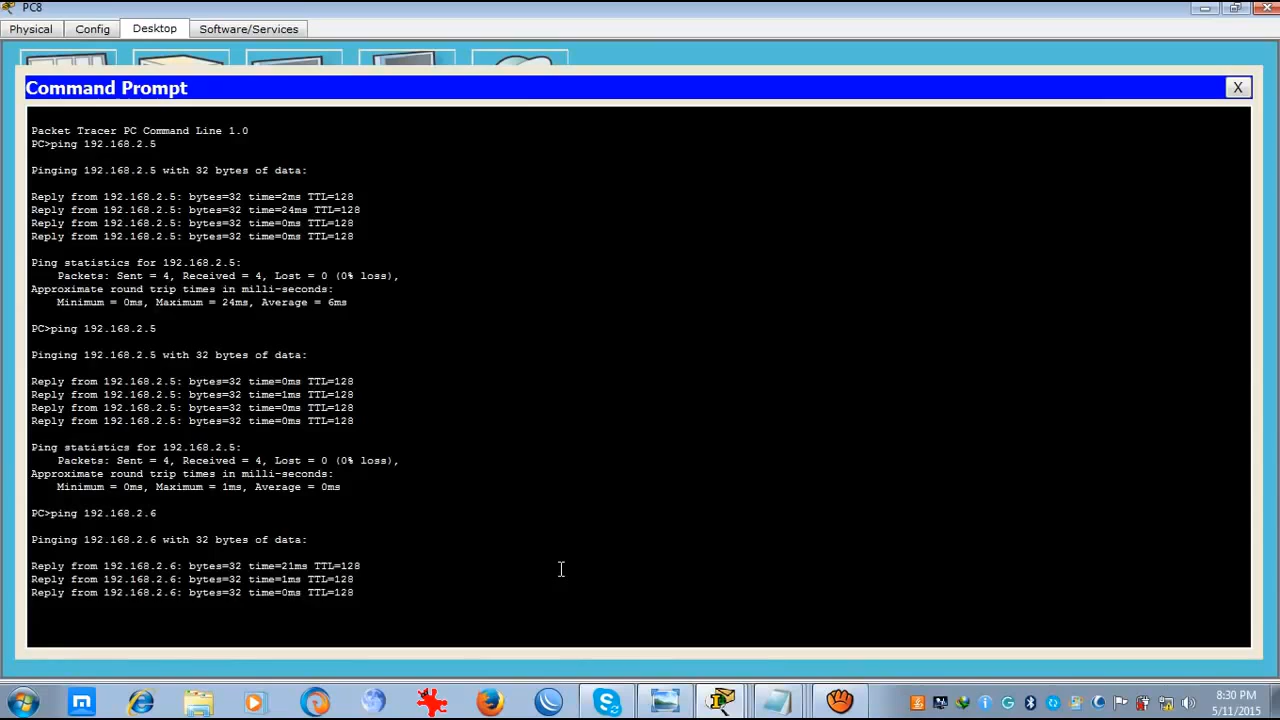 PC8
Physical
Config
Desktop
Software/Services
Command Prompt
X
Packet Tracer PC Command Line 1.0
PC>ping 192.168.2.5
Pinging 192.168.2.5 with 32 bytes of data:
Reply from 192.168.2.5: bytes=32 time=2ms TTL=128
Reply from 192.168.2.5: bytes=32 time=24ms TTL=128
Reply from 192.168.2.5: bytes=32 time=0ms TTL=128
Reply from 192.168.2.5: bytes=32 time=0ms TTL=128
Ping statistics for 192.168.2.5:
Packets: Sent = 4, Received = 4, Lost = 0 (0% loss),
Approximate round trip times in milli-seconds:
Minimum = 0ms, Maximum = 24ms, Average = 6ms
PC>ping 192.168.2.5
Pinging 192.168.2.5 with 32 bytes of data:
Reply from 192.168.2.5: bytes=32 time=0ms TTL=128
Reply from 192.168.2.5: bytes=32 time=1ms TTL=128
Reply from 192.168.2.5: bytes=32 time=0ms TTL=128
Reply from 192.168.2.5: bytes=32 time=0ms TTL=128
Ping statistics for 192.168.2.5:
Packets: Sent = 4, Received = 4, Lost = 0 (0% loss),
Approximate round trip times in milli-seconds:
Minimum = 0ms, Maximum = 1ms, Average = 0ms
PC>ping 192.168.2.6
Pinging 192.168.2.6 with 32 bytes of data:
Reply from 192.168.2.6: bytes=32 time=21ms TTL=128
Reply from 192.168.2.6: bytes=32 time=1ms TTL=128
Reply from 192.168.2.6: bytes=32 time=0ms TTL=128
8:30 PM
5/11/2015